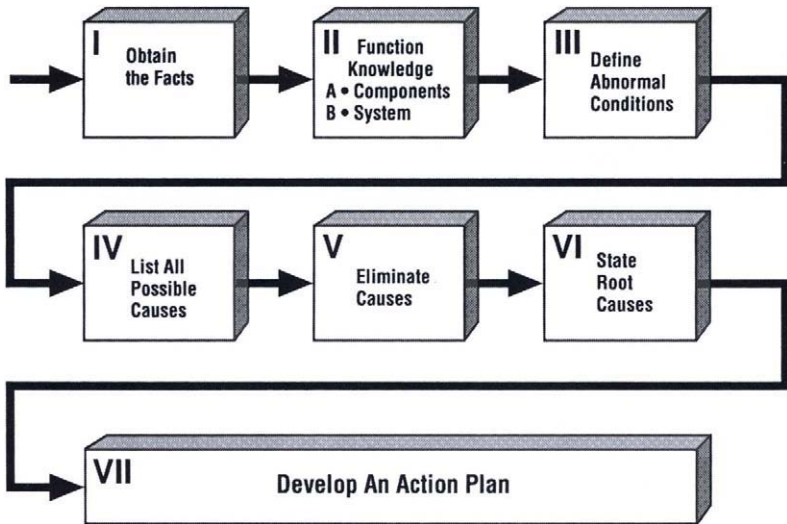 I
Obtain
the Facts
II
Function
Knowledge
A • Components
B • System
III
Define
Abnormal
Conditions
IV
List All
Possible
Causes
V
Eliminate
Causes
VI
State
Root
Causes
VII
Develop An Action Plan